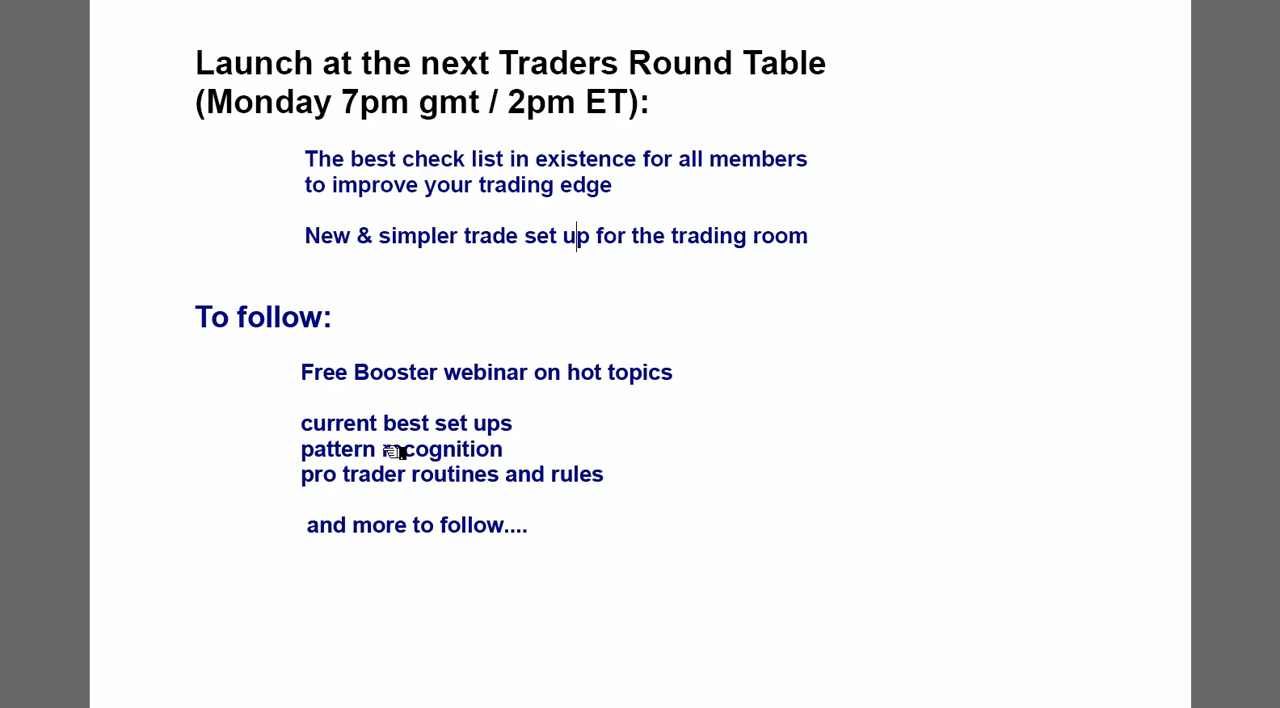 Launch at the next Traders Round Table
(Monday 7pm gmt / 2pm ET):
The best check list in existence for all members
to improve your trading edge
New & simpler trade set up for the trading room
To follow:
Free Booster webinar on hot topics
current best set ups
pattern recognition
pro trader routines and rules
and more to follow....